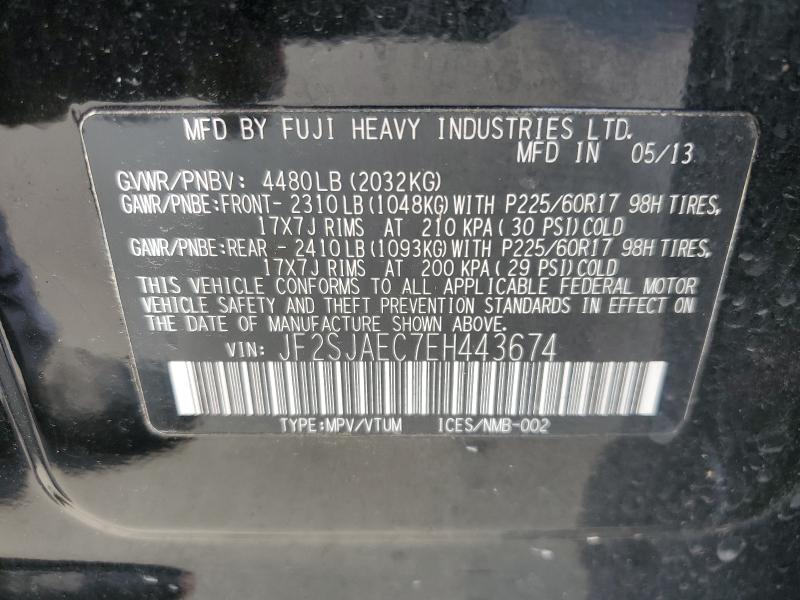 MFD BY FUJI HEAVY INDUSTRIES LTD.
MFD IN 05/13
GVWR/PNBV: 4480LB (2032KG)
GAWR/PNBE:FRONT- 2310 LB (1048KG) WITH P225/60R17 98H TIRES,
17X7J RIMS AT 210 KPA ( 30 PSI) COLD
GAWR/PNBE:REAR - 2410 LB (1093KG) WITH P225/60R17 98H TIRES,
17X7J RIMS AT 200 KPA ( 29 PSI) COLD
THIS VEHICLE CONFORMS TO ALL APPLICABLE FEDERAL MOTOR
VEHICLE SAFETY AND THEFT PREVENTION STANDARDS IN EFFECT ON
THE DATE OF MANUFACTURE SHOWN ABOVE.
VIN: JF2SJAEC7EH443674
TYPE:MPV/VTUM ICES/NMB-002